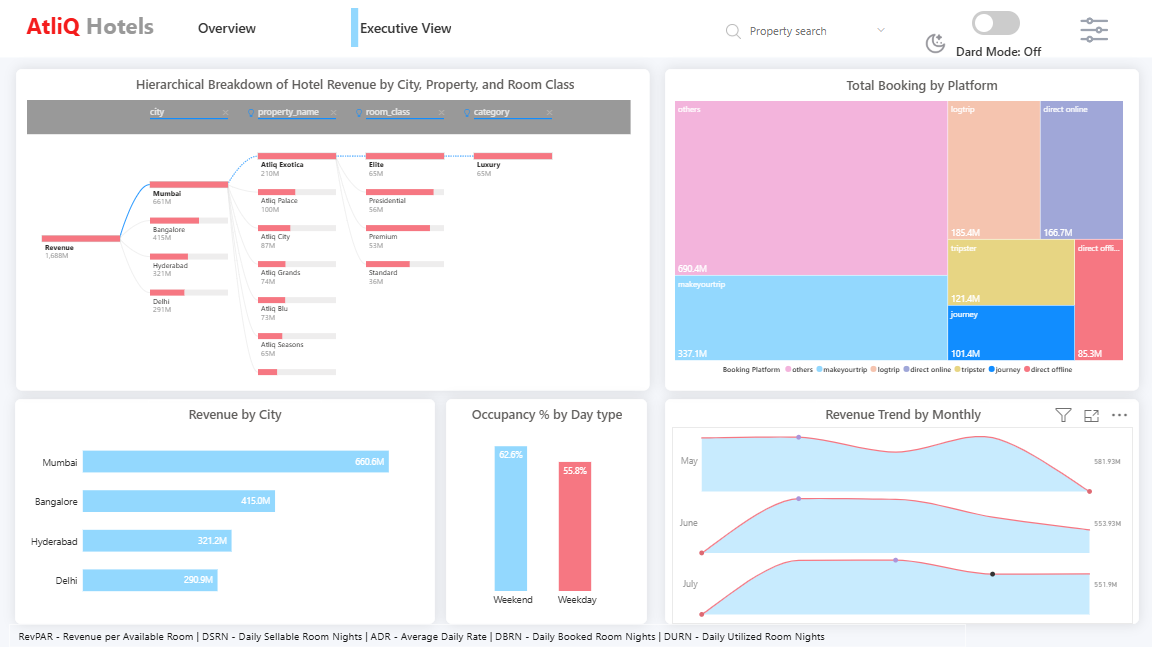 AtliQ Hotels
Overview
Executive View
Property search
Dard Mode: Off
Hierarchical Breakdown of Hotel Revenue by City, Property, and Room Class
city
property_name
room_class
category
Revenue
1,688M
Mumbai
661M
Bangalore
415M
Hyderabad
321M
Delhi
291M
Atliq Exotica
210M
Atliq Palace
100M
Atliq City
87M
Atliq Grands
74M
Atliq Blu
73M
Atliq Seasons
65M
Elite
65M
Presidential
56M
Premium
53M
Standard
36M
Luxury
65M
Total Booking by Platform
others
690.4M
makeyourtrip
337.1M
logtrip
185.4M
direct online
166.7M
tripster
121.4M
journey
101.4M
direct offli...
85.3M
Booking Platform others makeyourtrip logtrip direct online tripster journey direct offline
Revenue by City
Mumbai 660.6M
Bangalore 415.0M
Hyderabad 321.2M
Delhi 290.9M
Occupancy % by Day type
62.6%
55.8%
Weekend Weekday
Revenue Trend by Monthly
May
581.93M
June
553.93M
July
551.9M
RevPAR - Revenue per Available Room | DSRN - Daily Sellable Room Nights | ADR - Average Daily Rate | DBRN - Daily Booked Room Nights | DURN - Daily Utilized Room Nights